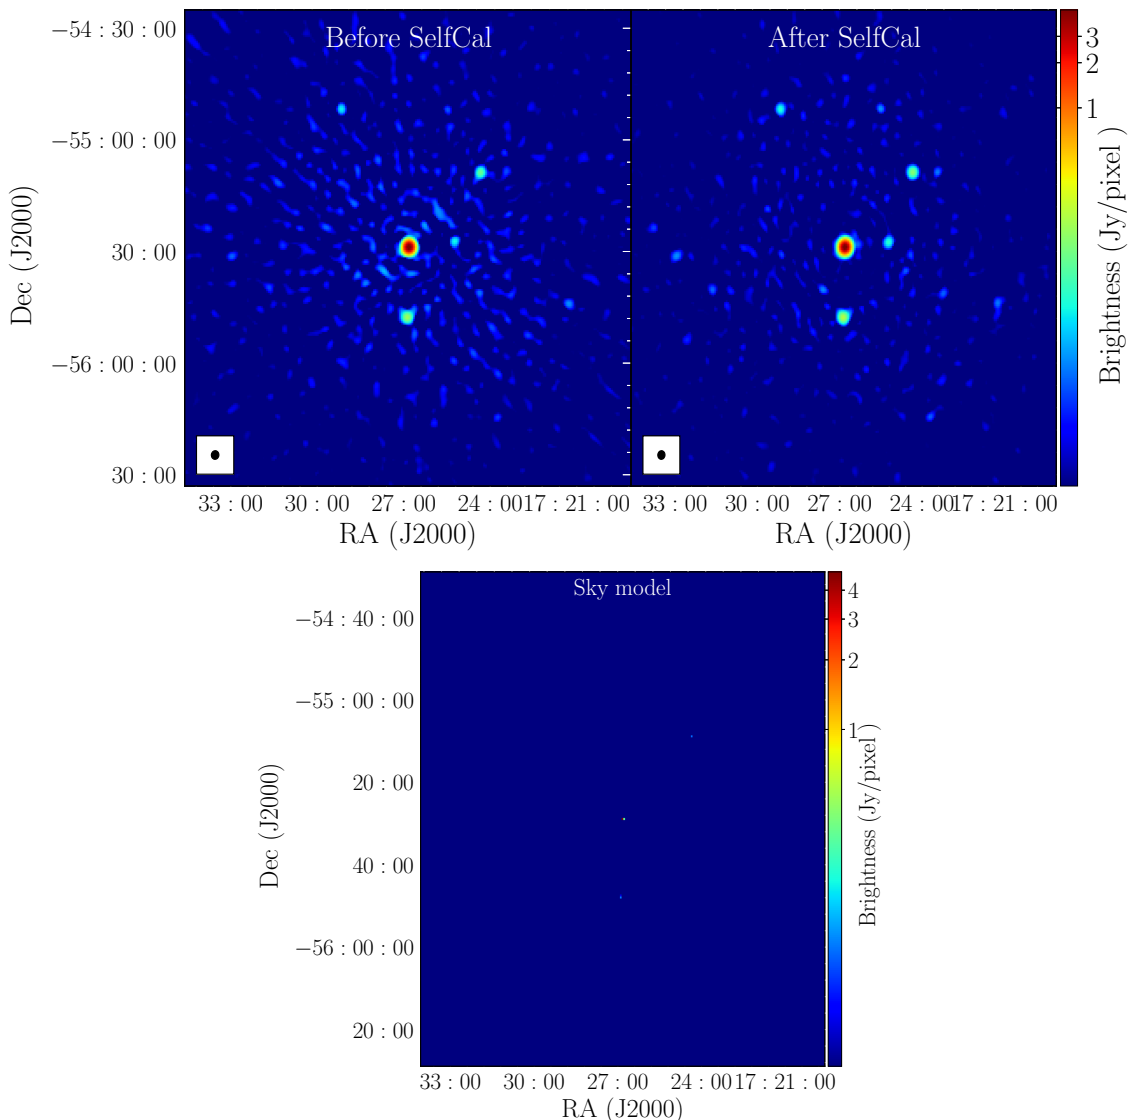 Before SelfCal
After SelfCal
−54 : 30 : 00
−55 : 00 : 00
30 : 00
−56 : 00 : 00
30 : 00
Dec (J2000)
33 : 00 30 : 00 27 : 00 24 : 00 17 : 21 : 00
RA (J2000)
33 : 00 30 : 00 27 : 00 24 : 00 17 : 21 : 00
RA (J2000)
3
2
1
Brightness (Jy/pixel )
Sky model
−54 : 40 : 00
−55 : 00 : 00
20 : 00
40 : 00
−56 : 00 : 00
20 : 00
Dec (J2000)
33 : 00 30 : 00 27 : 00 24 : 00 17 : 21 : 00
RA (J2000)
4
3
2
1
Brightness (Jy/pixel )